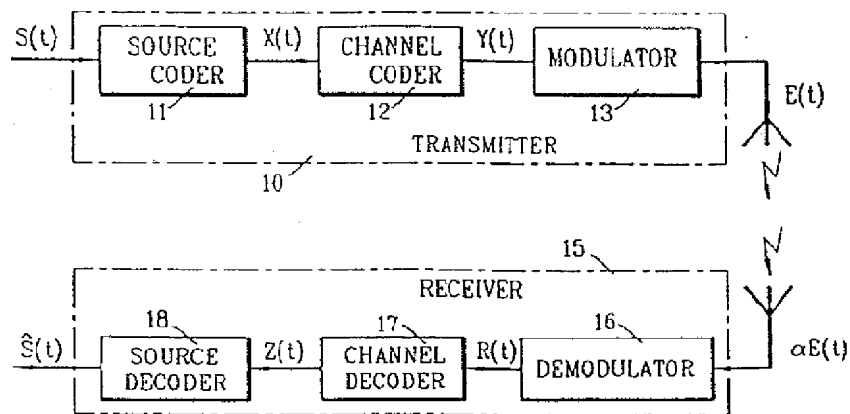 S(t)
SOURCE
CODER
11
X(t)
CHANNEL
CODER
12
Y(t)
MODULATOR
13
E(t)
TRANSMITTER
10
15
RECEIVER
Ŝ(t)
18
SOURCE
DECODER
Z(t)
17
CHANNEL
DECODER
R(t)
16
DEMODULATOR
αE(t)